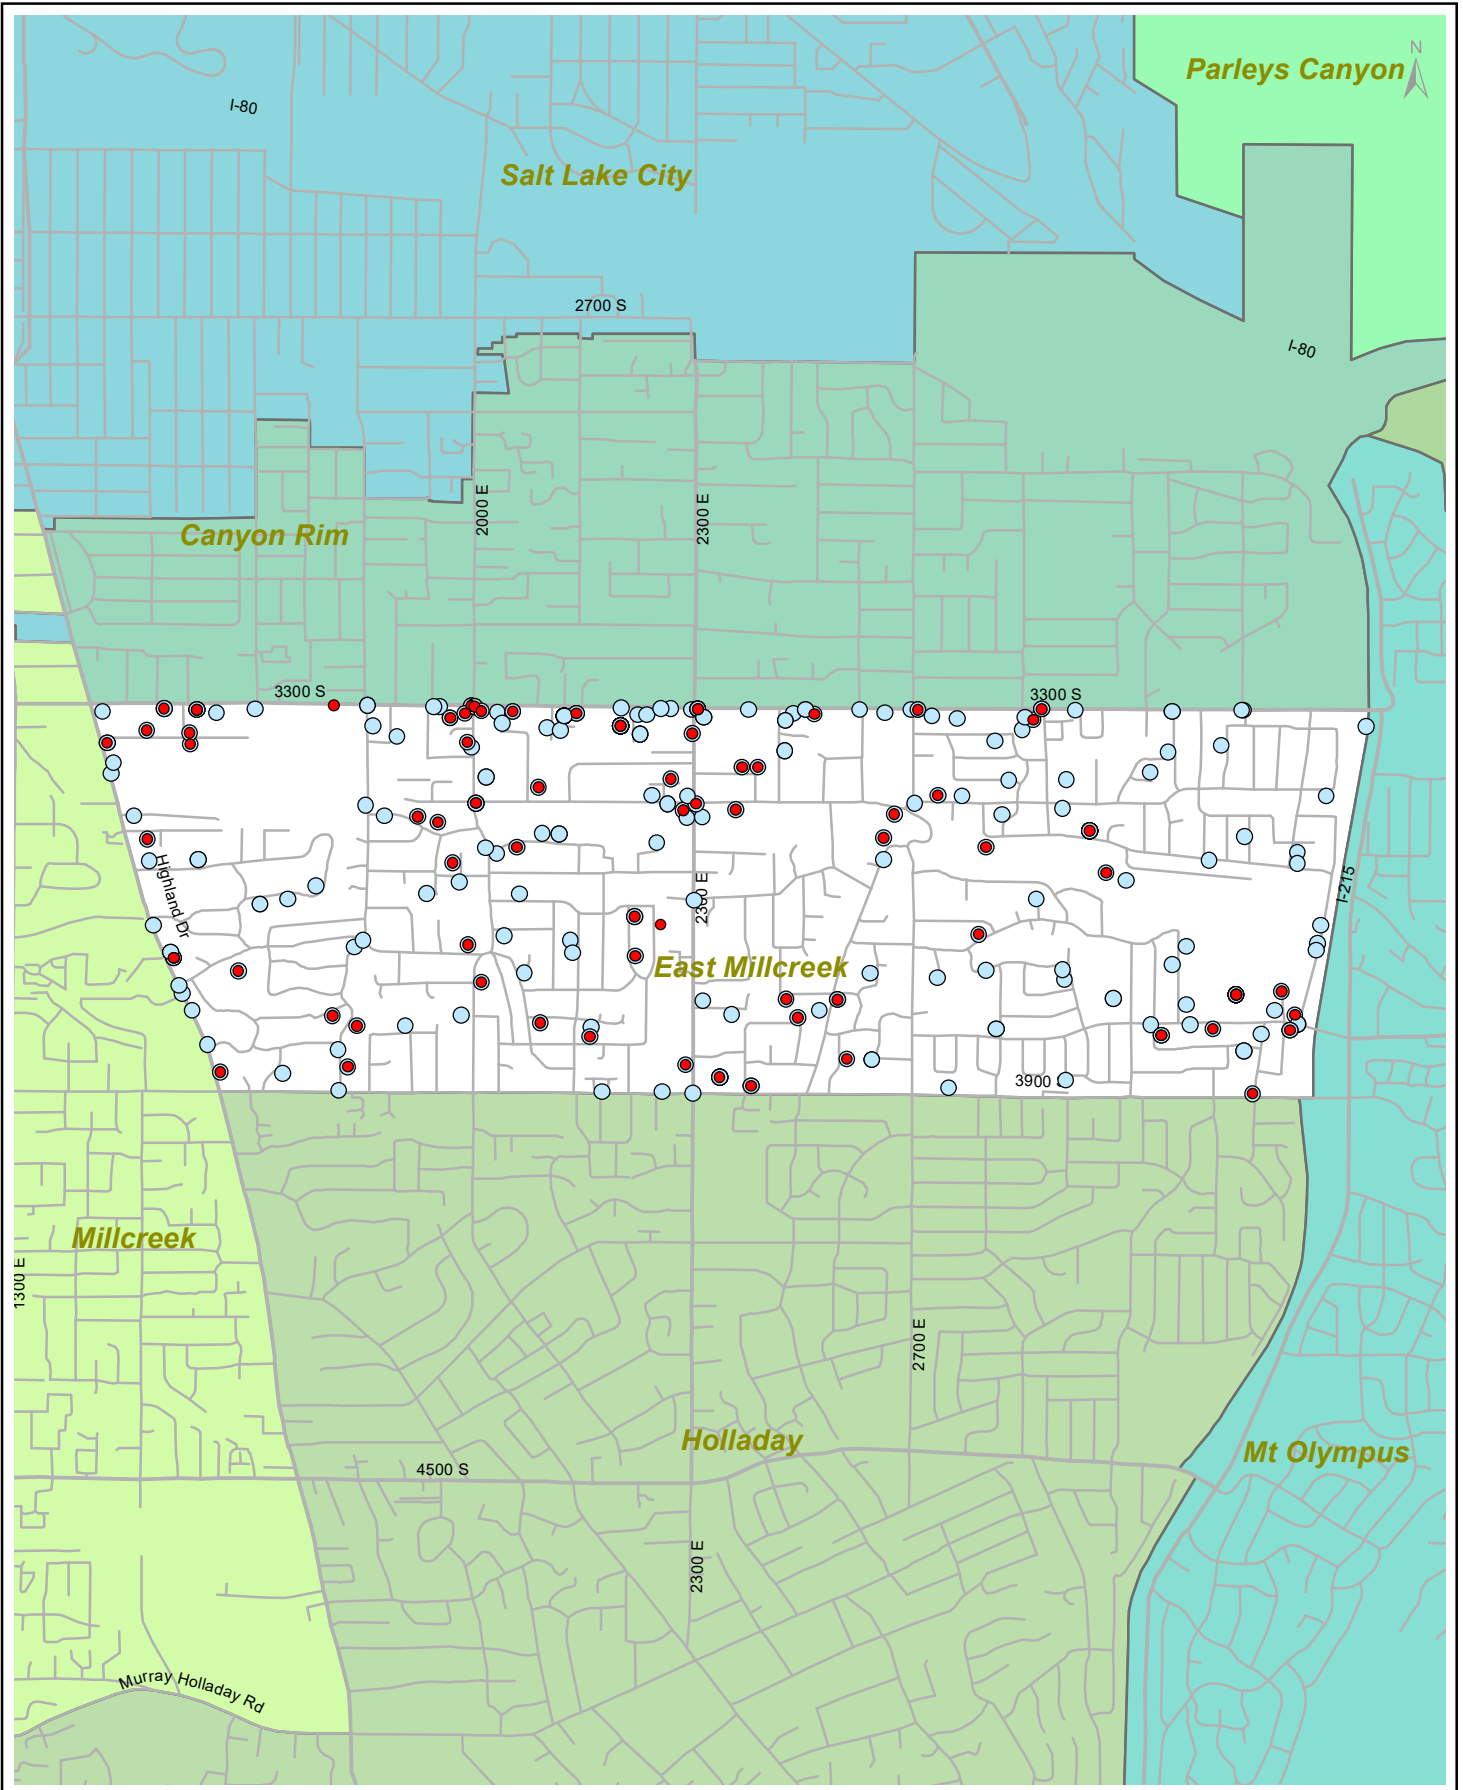 N
Parleys Canyon
I-80
Salt Lake City
2700 S
I-80
2000 E
2300 E
Canyon Rim
3300 S
3300 S
Highland Dr
2300 E
I-215
East Millcreek
3900 S
Millcreek
1300 E
2700 E
Holladay
Mt Olympus
4500 S
2300 E
Murray Holladay Rd